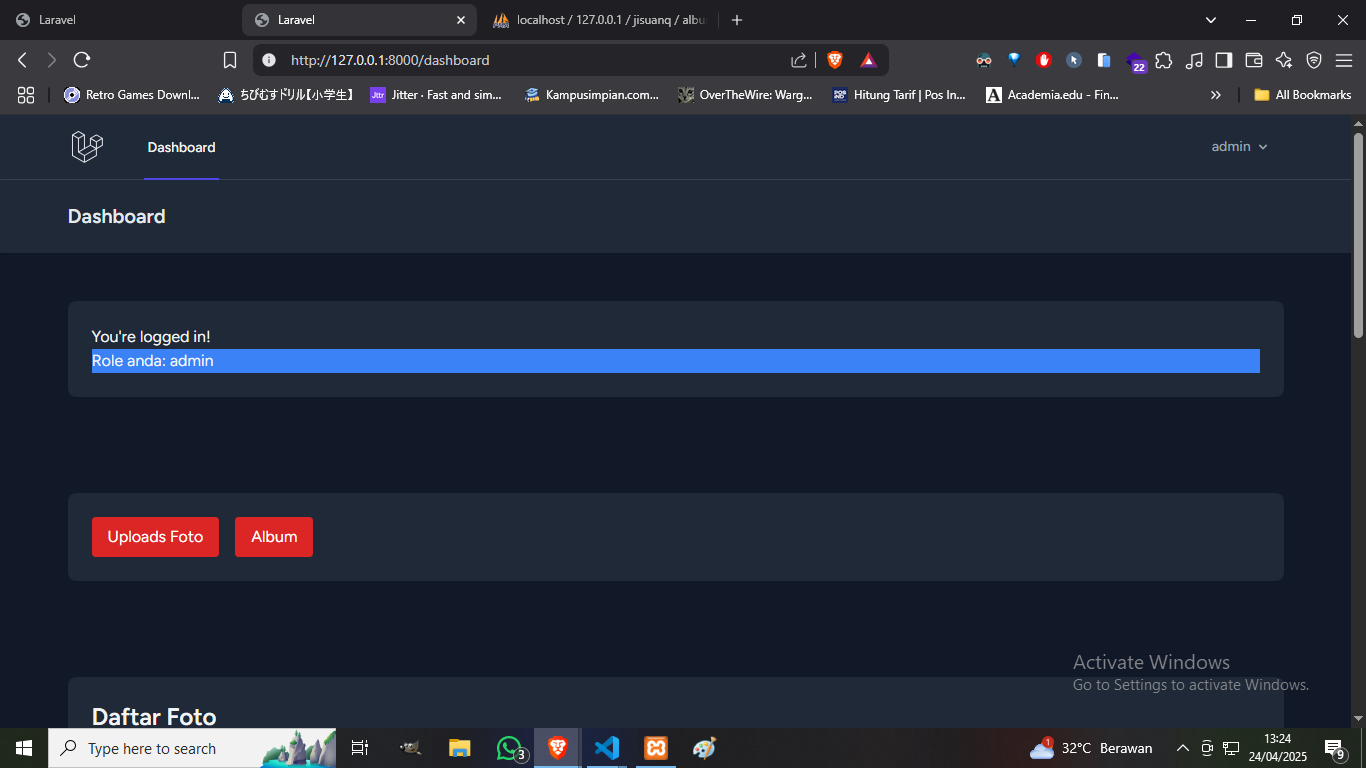 Laravel
Laravel
localhost / 127.0.0.1 / jisuanq / albu
http://127.0.0.1:8000/dashboard
22
Retro Games Downl...
ちびむすドリル【小学生】
Jittr
Jitter · Fast and sim...
Kampusimpian.com...
OverTheWire: Warg...
POS IND
Hitung Tarif | Pos In...
A
Academia.edu - Fin...
All Bookmarks
Dashboard
admin
Dashboard
You're logged in!
Role anda: admin
Uploads Foto
Album
Activate Windows
Go to Settings to activate Windows.
Daftar Foto
Type here to search
3
1
32°C Berawan
13:24
24/04/2025
9